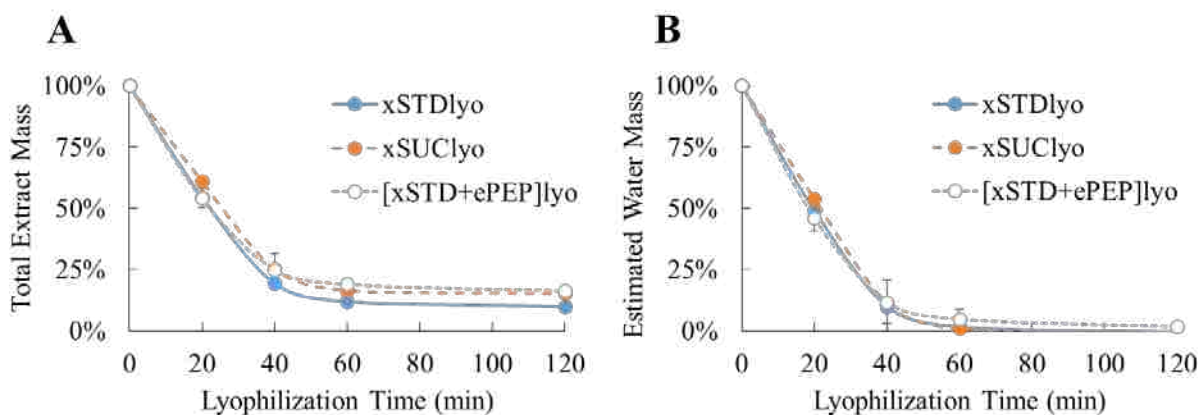 A
Total Extract Mass
100%
75%
50%
25%
0%
0 20 40 60 80 100 120
Lyophilization Time (min)
xSTDlyo
xSUClyo
[xSTD+ePEP]lyo
B
Estimated Water Mass
100%
75%
50%
25%
0%
0 20 40 60 80 100 120
Lyophilization Time (min)
xSTDlyo
xSUClyo
[xSTD+ePEP]lyo